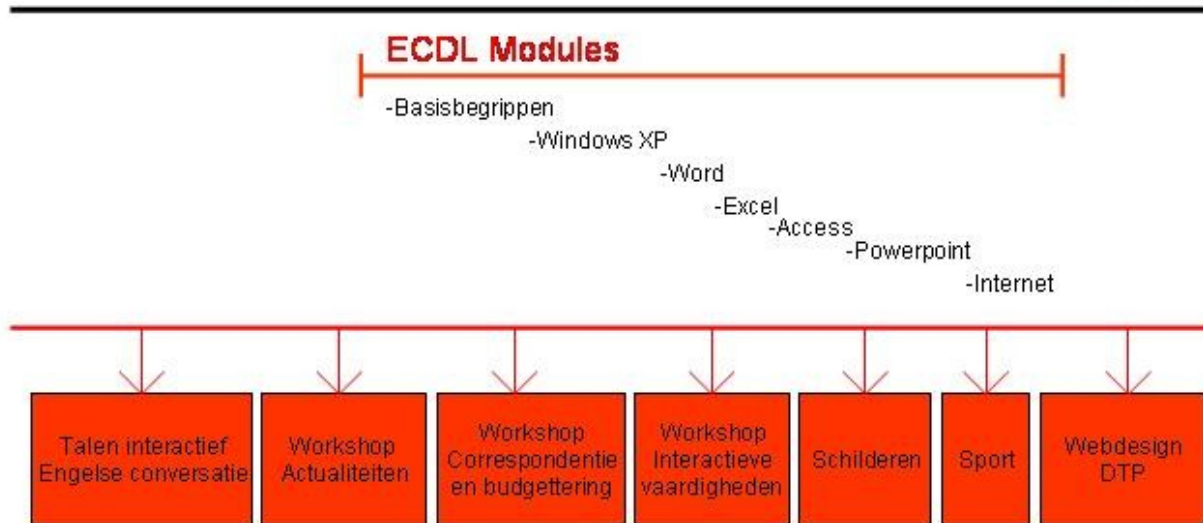 ECDL Modules
-Basisbegrippen
-Windows XP
-Word
-Excel
-Access
-Powerpoint
-Internet
Talen interactief
Engelse conversatie
Workshop
Actualiteiten
Workshop
Correspondentie
en budgettering
Workshop
Interactieve
vaardigheden
Schilderen
Sport
Webdesign
DTP